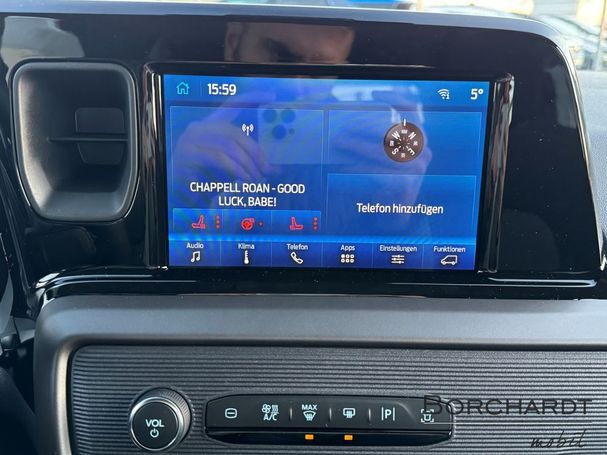 15:59
5°
CHAPPELL ROAN - GOOD
LUCK, BABE!
Telefon hinzufügen
Audio
Klima
Telefon
Apps
Einstellungen
Funktionen
VOL
A/C
MAX
P
BORCHARDT
mobil